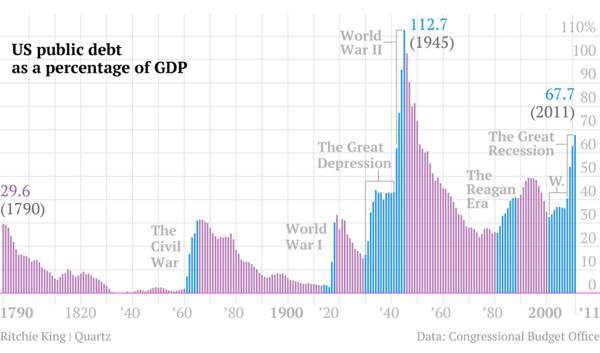 US public debt
as a percentage of GDP
29.6
(1790)
The
Civil
War
World
War I
The Great
Depression
World
War II
112.7
(1945)
The
Reagan
Era
W.
The Great
Recession
67.7
(2011)
110%
100
90
80
70
60
50
40
30
20
10
0
1790 1820 '40 '60 '80 1900 '20 '40 '60 '80 2000 '11
Ritchie King | Quartz
Data: Congressional Budget Office